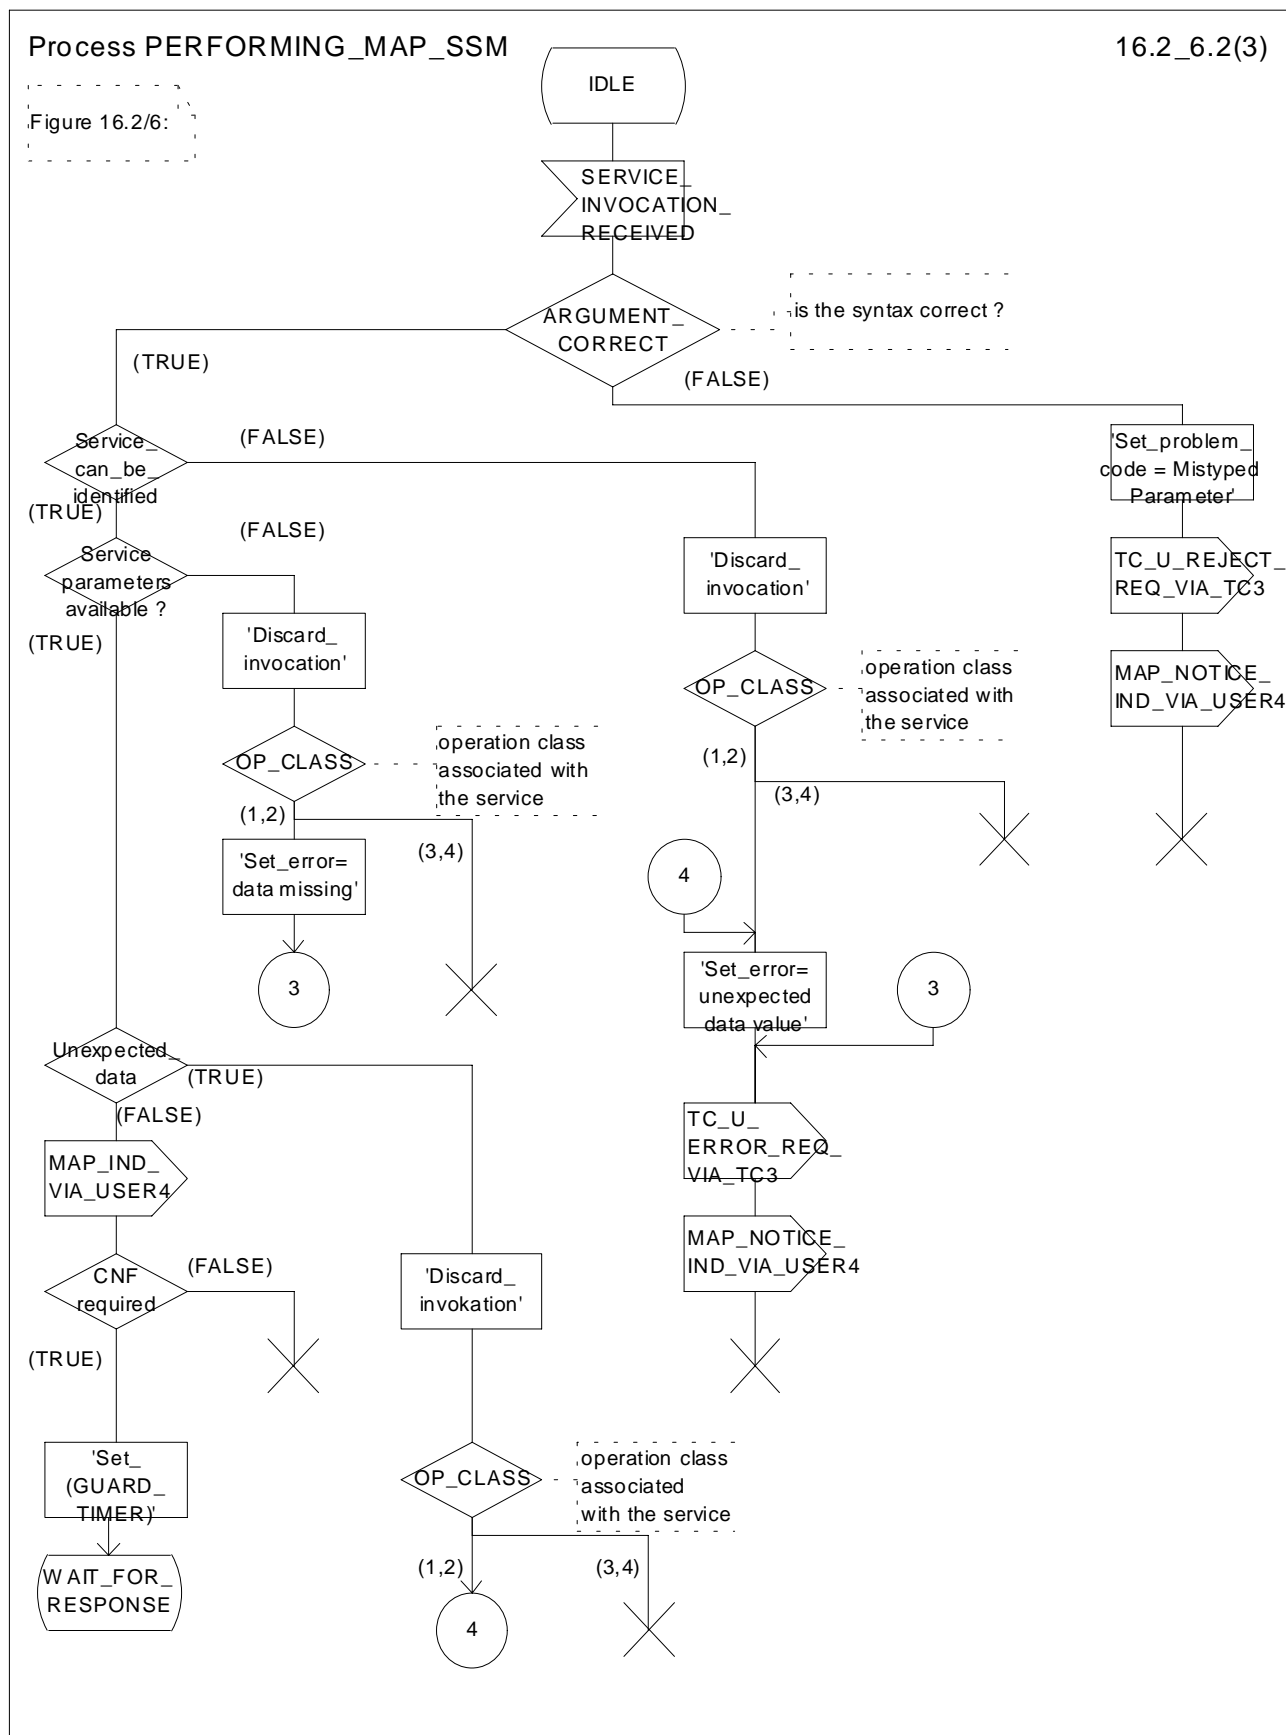 Process PERFORMING_MAP_SSM
16.2_6.2(3)
Figure 16.2/6:
IDLE
SERVICE_
INVOCATION_
RECEIVED
ARGUMENT_
CORRECT
is the syntax correct ?
(TRUE)
(FALSE)
Service_
can_be_
identified
(FALSE)
'Set_problem_
code = Mistyped
Parameter'
(TRUE)
(FALSE)
Service
parameters
available ?
'Discard_
invocation'
TC_U_REJECT_
REQ_VIA_TC3
(TRUE)
'Discard_
invocation'
OP_CLASS
operation class
associated with
the service
MAP_NOTICE_
IND_VIA_USER4
OP_CLASS
operation class
associated with
the service
(1,2)
(3,4)
(1,2)
(3,4)
'Set_error=
data missing'
4
3
'Set_error=
unexpected
data value'
3
Unexpected_
data
(TRUE)
(FALSE)
TC_U_
ERROR_REQ_
VIA_TC3
MAP_IND_
VIA_USER4
MAP_NOTICE_
IND_VIA_USER4
CNF
required
(FALSE)
'Discard_
invokation'
(TRUE)
'Set_
(GUARD_
TIMER)'
OP_CLASS
operation class
associated
with the service
WAIT_FOR_
RESPONSE
(1,2)
(3,4)
4